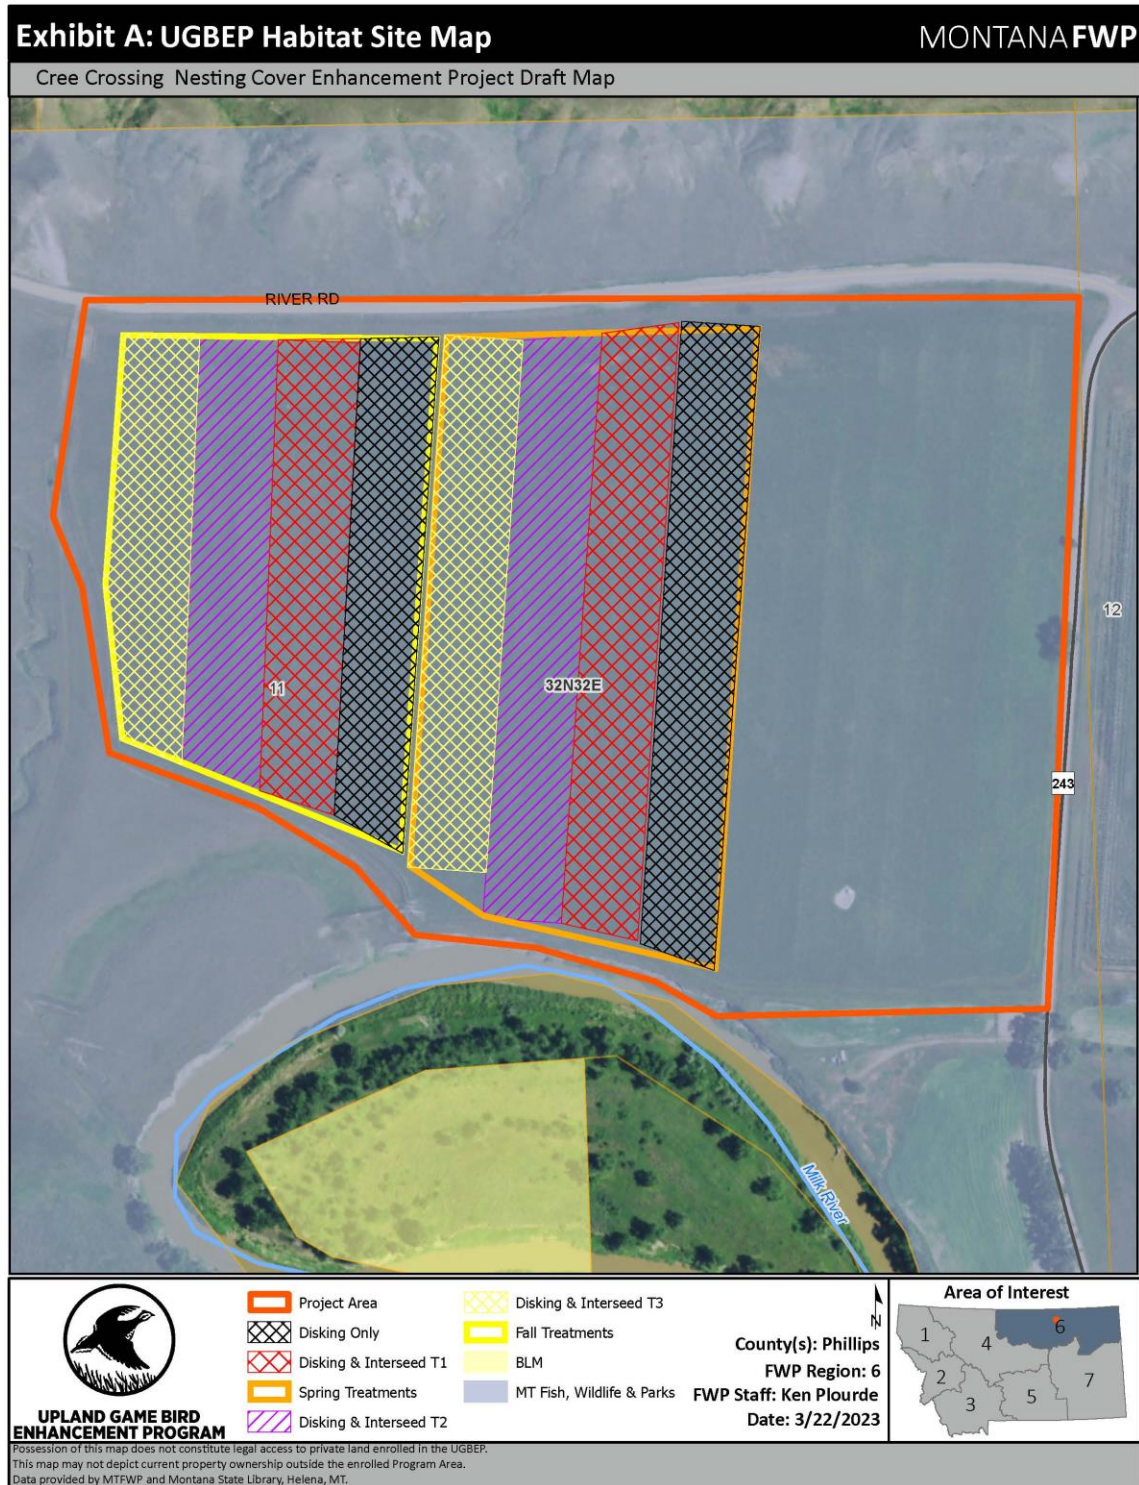 Exhibit A: UGBEP Habitat Site Map
MONTANA FWP
Cree Crossing Nesting Cover Enhancement Project Draft Map
RIVER RD
12
11
32N32E
243
Milk River
UPLAND GAME BIRD
ENHANCEMENT PROGRAM
Project Area
Disking Only
Disking & Interseed T1
Spring Treatments
Disking & Interseed T2
Disking & Interseed T3
Fall Treatments
BLM
MT Fish, Wildlife & Parks
N
County(s): Phillips
FWP Region: 6
FWP Staff: Ken Plourde
Date: 3/22/2023
Area of Interest
1
4
6
2
7
3
5
Possession of this map does not constitute legal access to private land enrolled in the UGBEP.
This map may not depict current property ownership outside the enrolled Program Area.
Data provided by MTFWP and Montana State Library, Helena, MT.